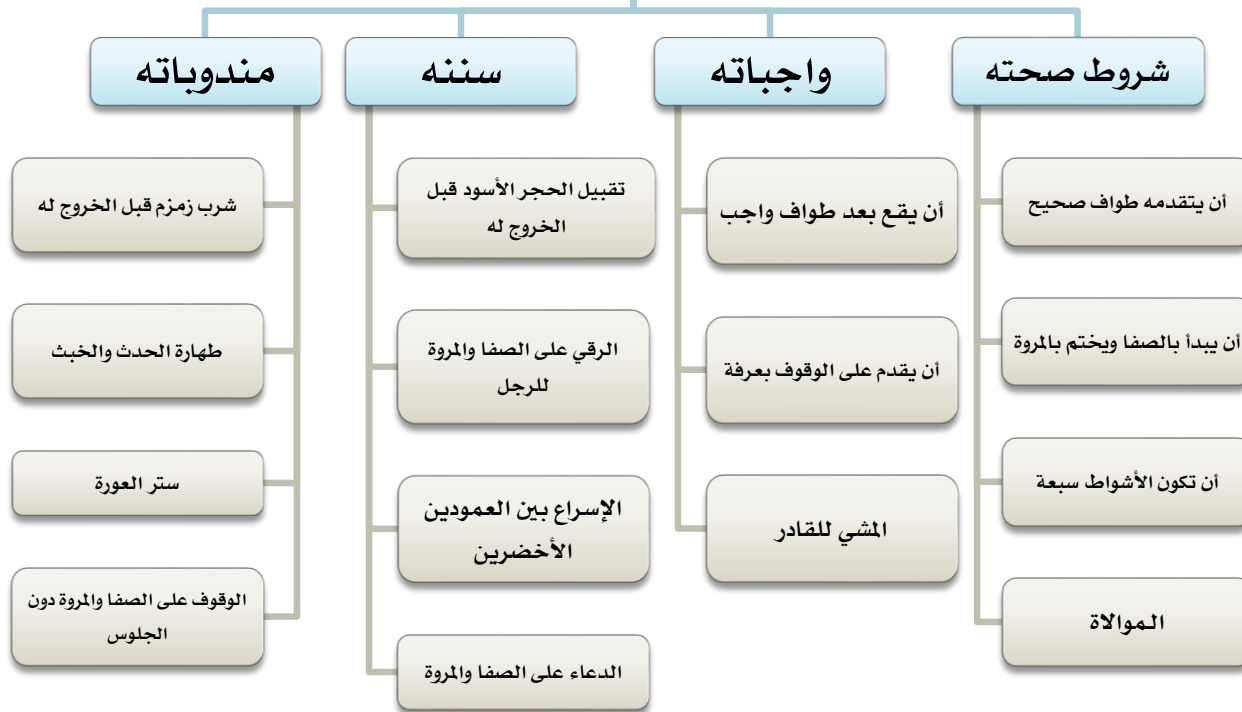 شروط صحته
أن يتقدمه طواف صحيح
أن يبدأ بالصفا ويختم بالمروة
أن تكون الأشواط سبعة
الموالاة
واجباته
أن يقع بعد طواف واجب
أن يقدم على الوقوف بعرفة
المشي للقادر
سننه
تقبيل الحجر الأسود قبل
الخروج له
الرقي على الصفا والمروة
للرجل
الإسراع بين العمودين
الأخضرين
الدعاء على الصفا والمروة
مندوباته
شرب زمزم قبل الخروج له
طهارة الحدث والخبث
ستر العورة
الوقوف على الصفا والمروة دون
الجلوس